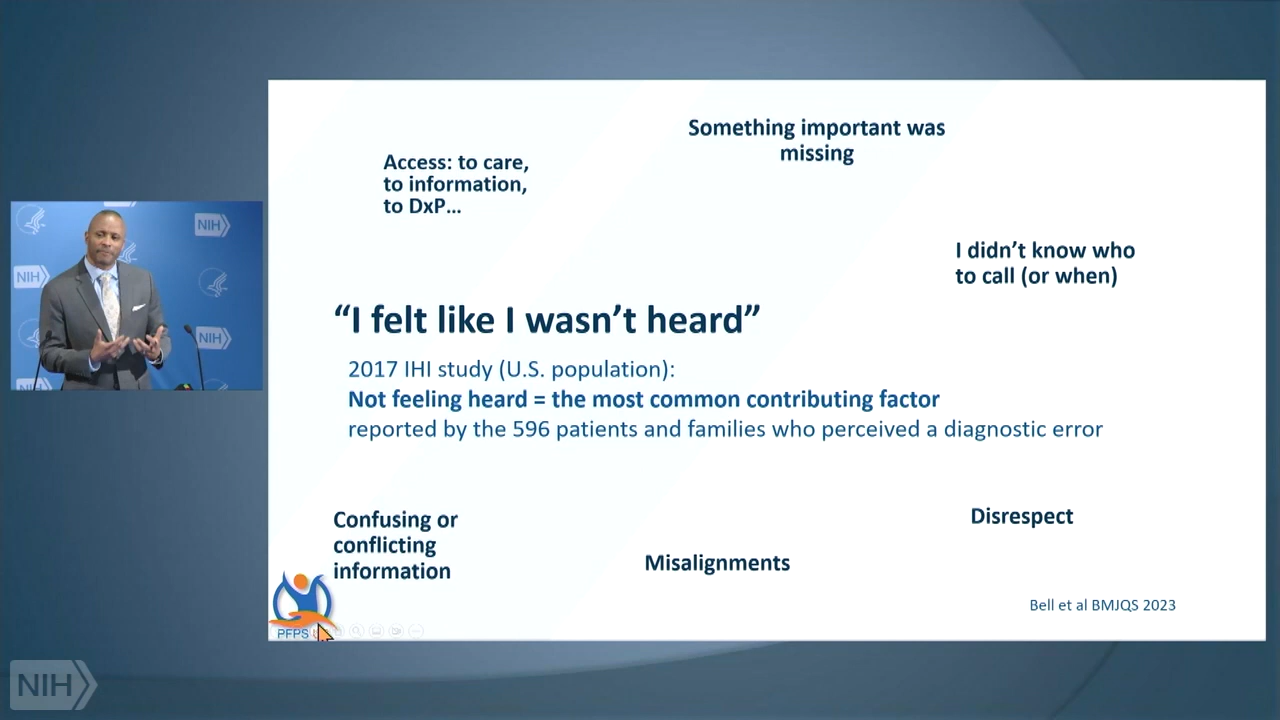 Something important was
missing
Access: to care,
to information,
to DxP...
I didn't know who
to call (or when)
“I felt like I wasn't heard”
2017 IHI study (U.S. population):
Not feeling heard = the most common contributing factor
reported by the 596 patients and families who perceived a diagnostic error
Confusing or
conflicting
information
Disrespect
Misalignments
Bell et al BMJQS 2023
PFPS
NIH
NIH
NIH
NIH
NIH